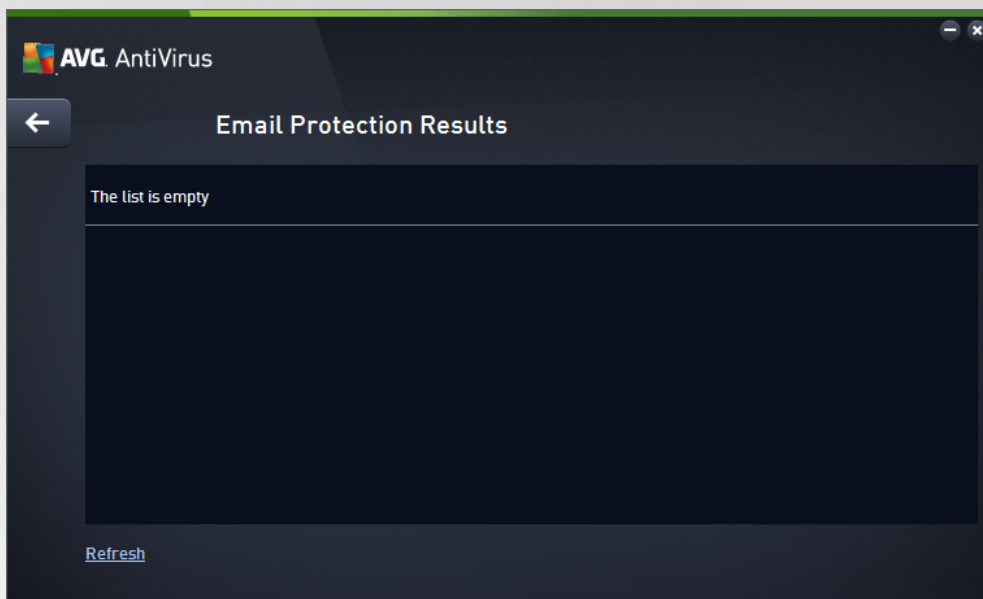 AVG. AntiVirus
Email Protection Results
The list is empty
Refresh